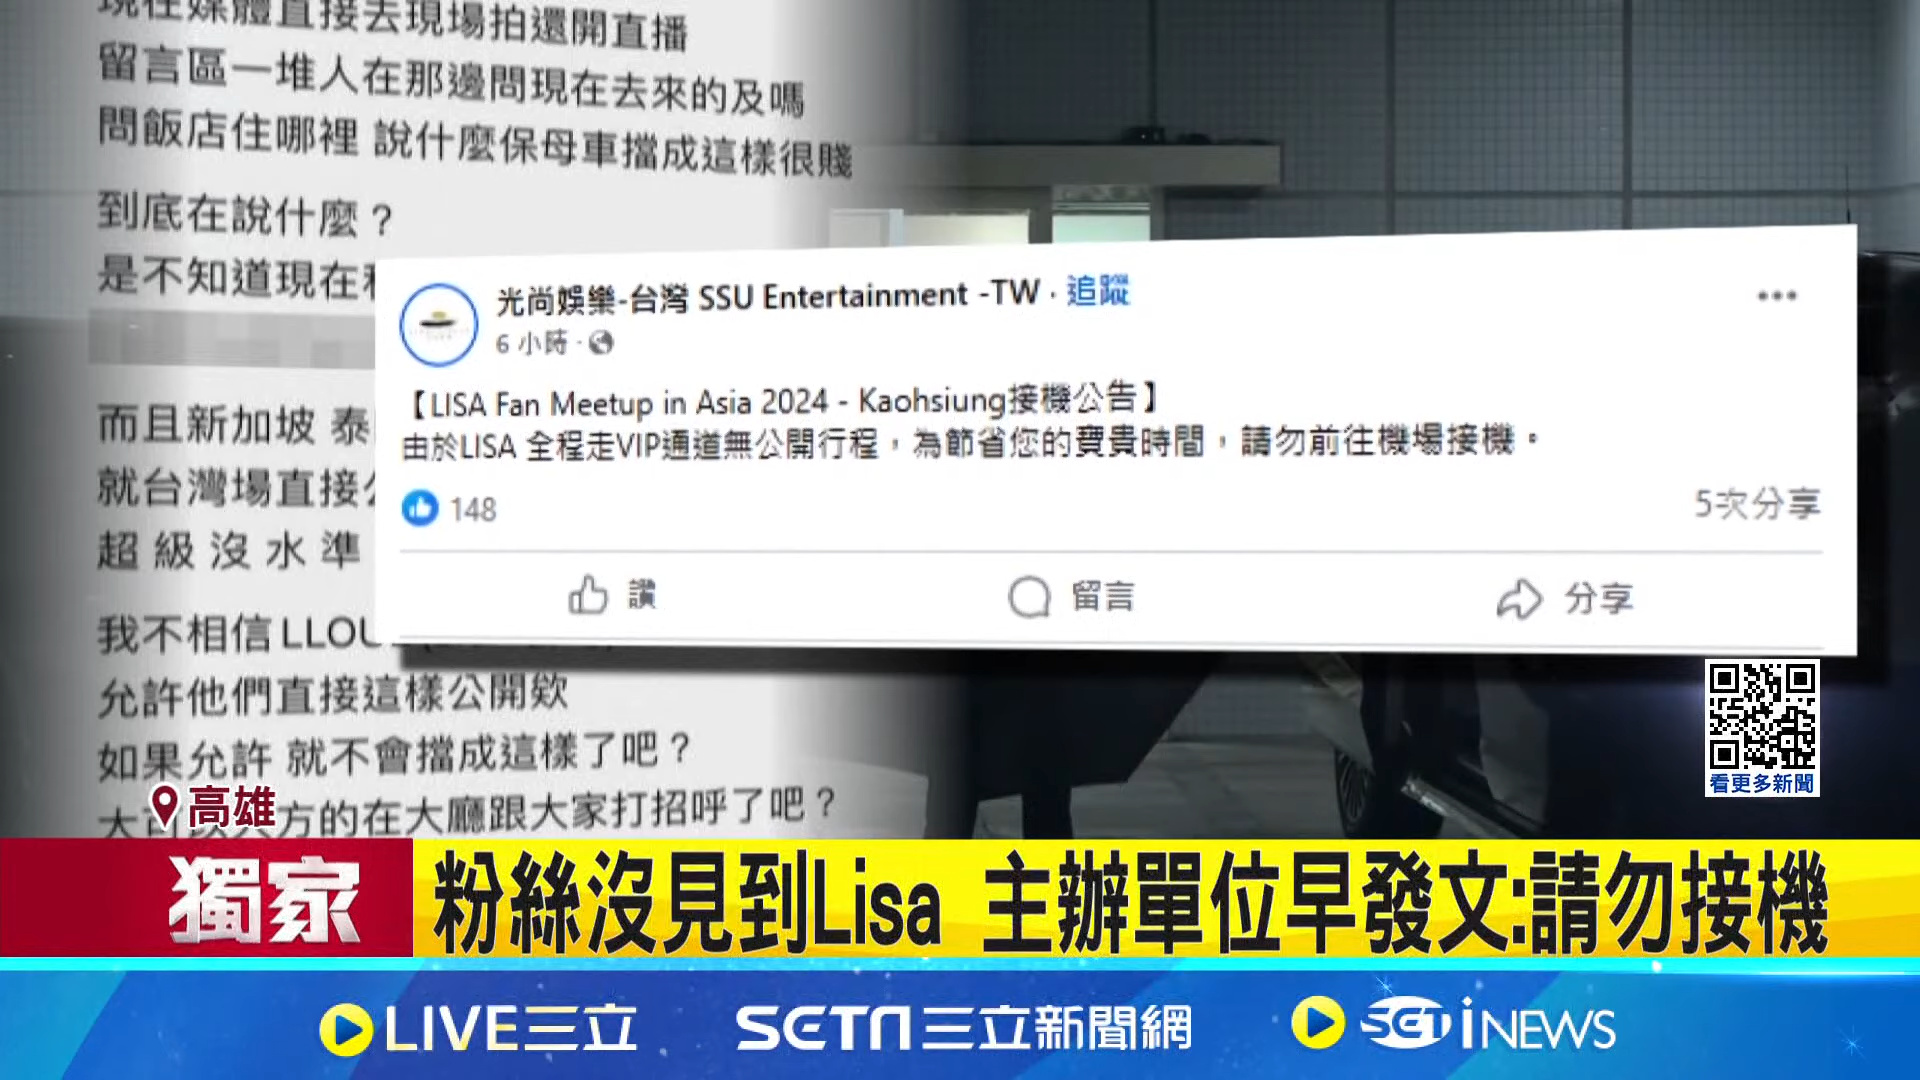 現在媒體直接去現場拍還開直播
留言區一堆人在那邊問現在去來的及嗎
問飯店住哪裡 說什麼保母車擋成這樣很賤
到底在說什麼？
是不知道現在
而且新加坡 泰
就台灣場直接
超 級 沒 水 準
我不相信LLOU
允許他們直接這樣公開欸
如果允許 就不會擋成這樣了吧？
方的在大廳跟大家打招呼了吧？
光尚娛樂-台灣 SSU Entertainment -TW · 追蹤
6 小時 ·
【LISA Fan Meetup in Asia 2024 - Kaohsiung接機公告】
由於LISA 全程走VIP通道無公開行程，為節省您的寶貴時間，請勿前往機場接機。
148
5次分享
讚
留言
分享
看更多新聞
高雄
獨家
粉絲沒見到Lisa 主辦單位早發文:請勿接機
LIVE三立
SETN三立新聞網
SET iNEWS